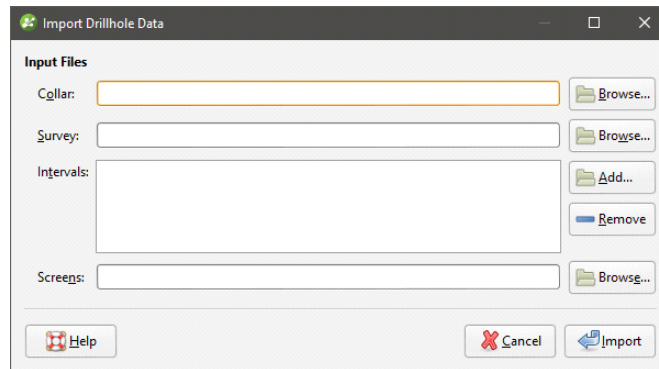 Import Drillhole Data
Input Files
Collar: Browse...
Survey: Browse...
Intervals: Add...
Remove
Screens: Browse...
Help Cancel Import